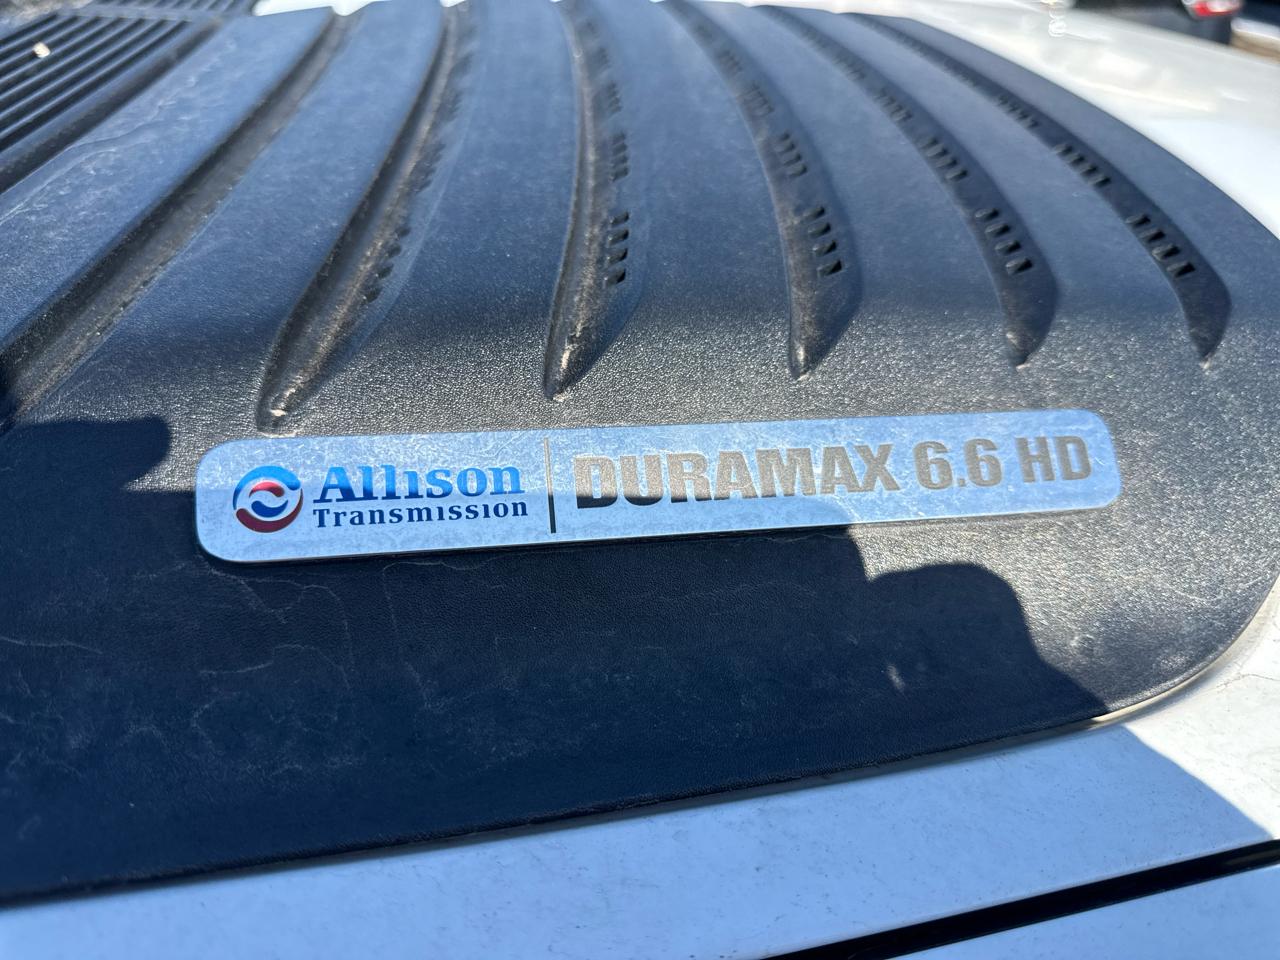 Allison
Transmission
DURAMAX 6.6 HD